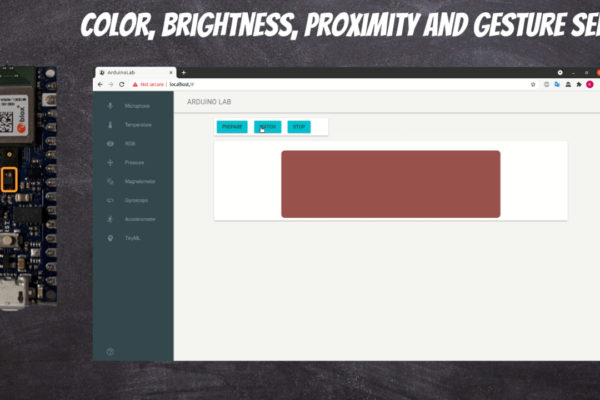 COLOR, BRIGHTNESS, PROXIMITY AND GESTURE SE
ArduinoLab
Not secure | localhost
ARDUINO LAB
Microphone
Temperature
RGB
Pressure
Magnetometer
Gyroscope
Accelerometer
TinyML
PREPARE
STOP
blox